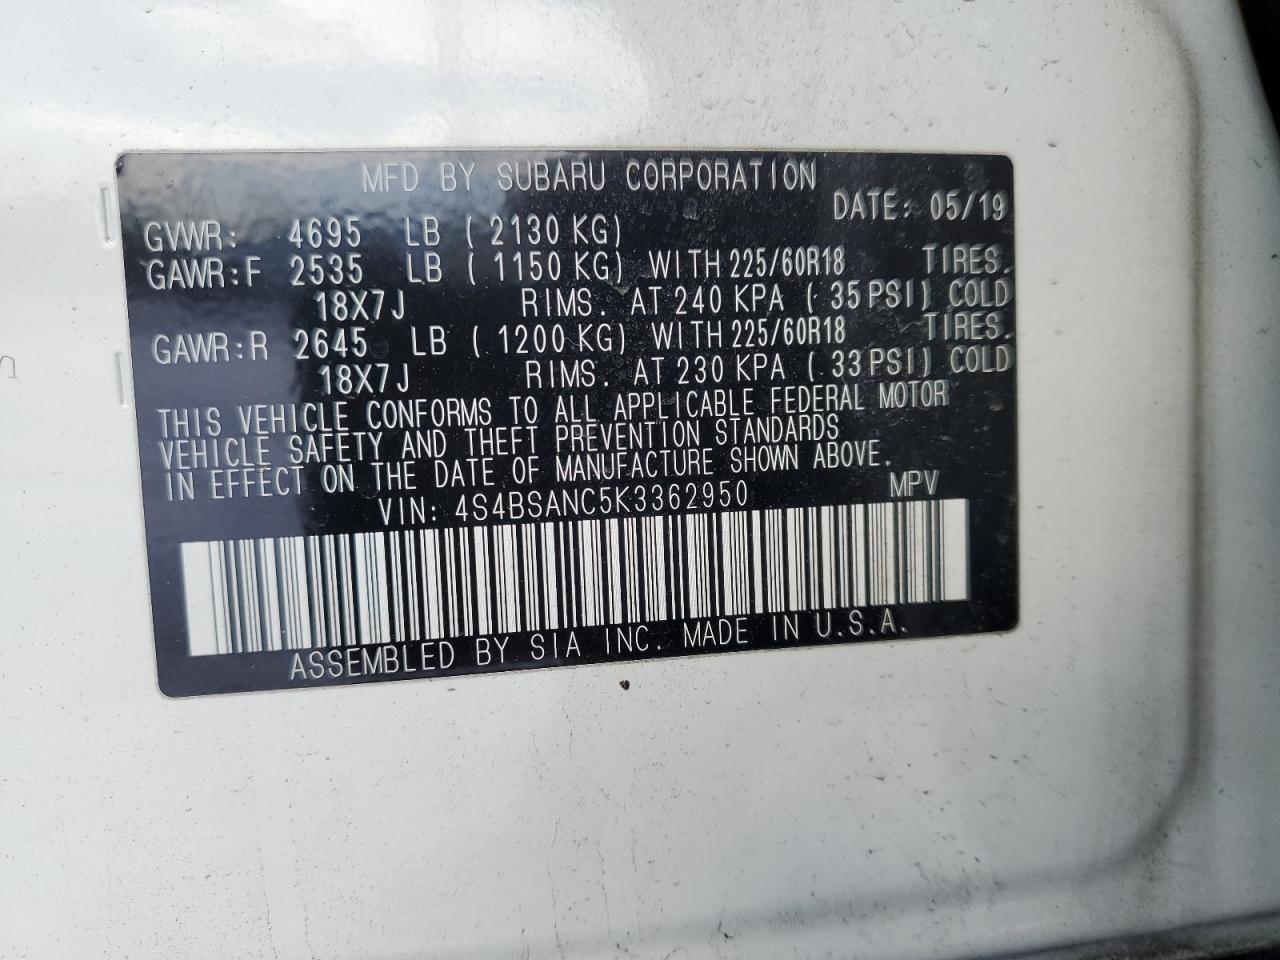 MFD BY SUBARU CORPORATION
DATE: 05/19
GVWR: 4695 LB ( 2130 KG)
GAWR:F 2535 LB ( 1150 KG) WITH 225/60R18 TIRES.
18X7J RIMS. AT 240 KPA ( 35 PSI) COLD
GAWR:R 2645 LB ( 1200 KG) WITH 225/60R18 TIRES.
18X7J RIMS. AT 230 KPA ( 33 PSI) COLD
THIS VEHICLE CONFORMS TO ALL APPLICABLE FEDERAL MOTOR
VEHICLE SAFETY AND THEFT PREVENTION STANDARDS
IN EFFECT ON THE DATE OF MANUFACTURE SHOWN ABOVE.
VIN: 4S4BSANC5K3362950 MPV
ASSEMBLED BY SIA INC. MADE IN U.S.A.